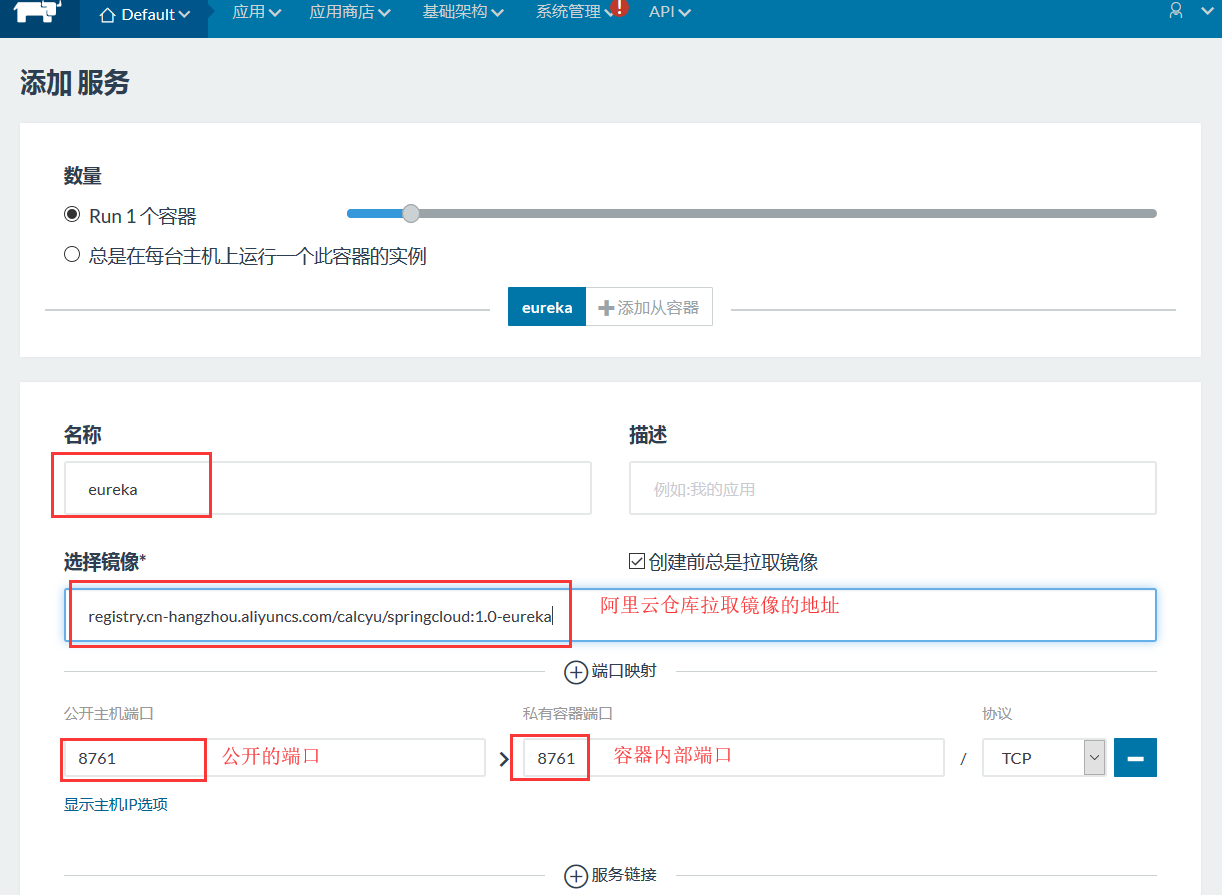 Default 应用 应用商店 基础架构 系统管理 ! API
添加 服务
数量
Run 1 个容器
总是在每台主机上运行一个此容器的实例
eureka 添加从容器
名称 描述
eureka 例如:我的应用
选择镜像* 创建前总是拉取镜像
registry.cn-hangzhou.aliyuncs.com/calcyu/springcloud:1.0-eureka 阿里云仓库拉取镜像的地址
端口映射
公开主机端口 私有容器端口 协议
8761 公开的端口 8761 容器内部端口 / TCP
显示主机IP选项
服务链接